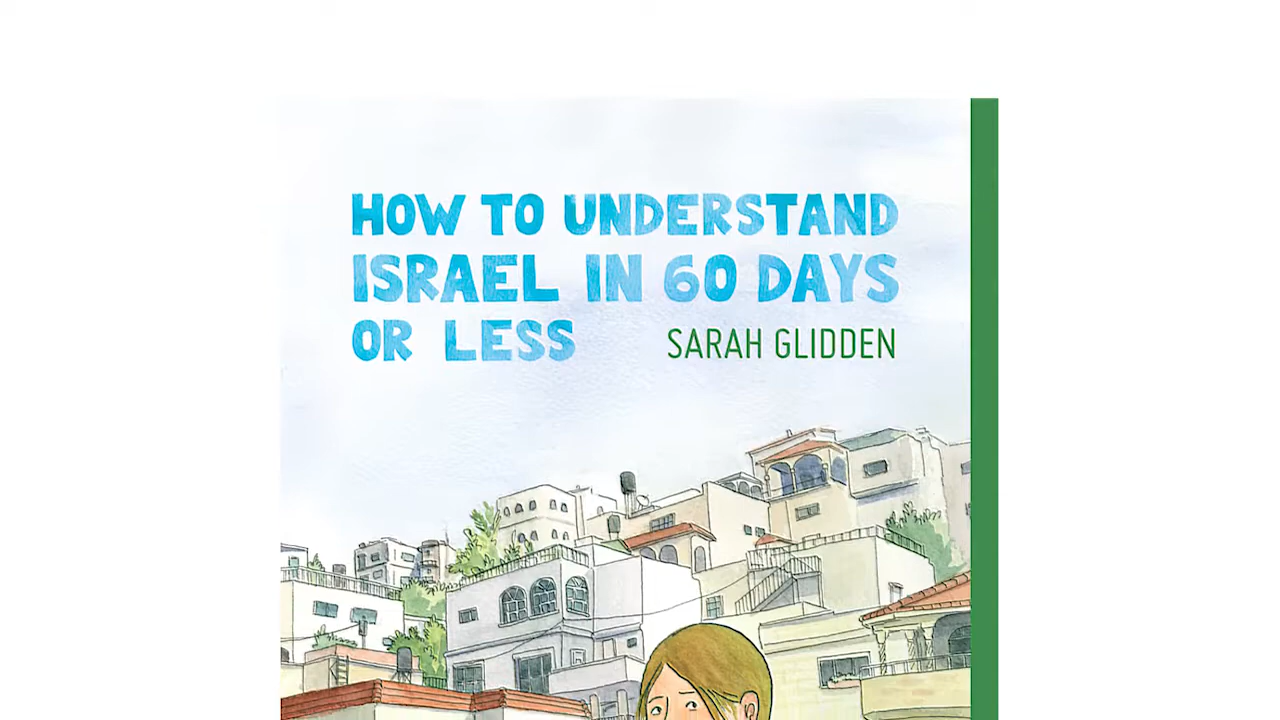 HOW TO UNDERSTAND
ISRAEL IN 60 DAYS
OR LESS
SARAH GLIDDEN